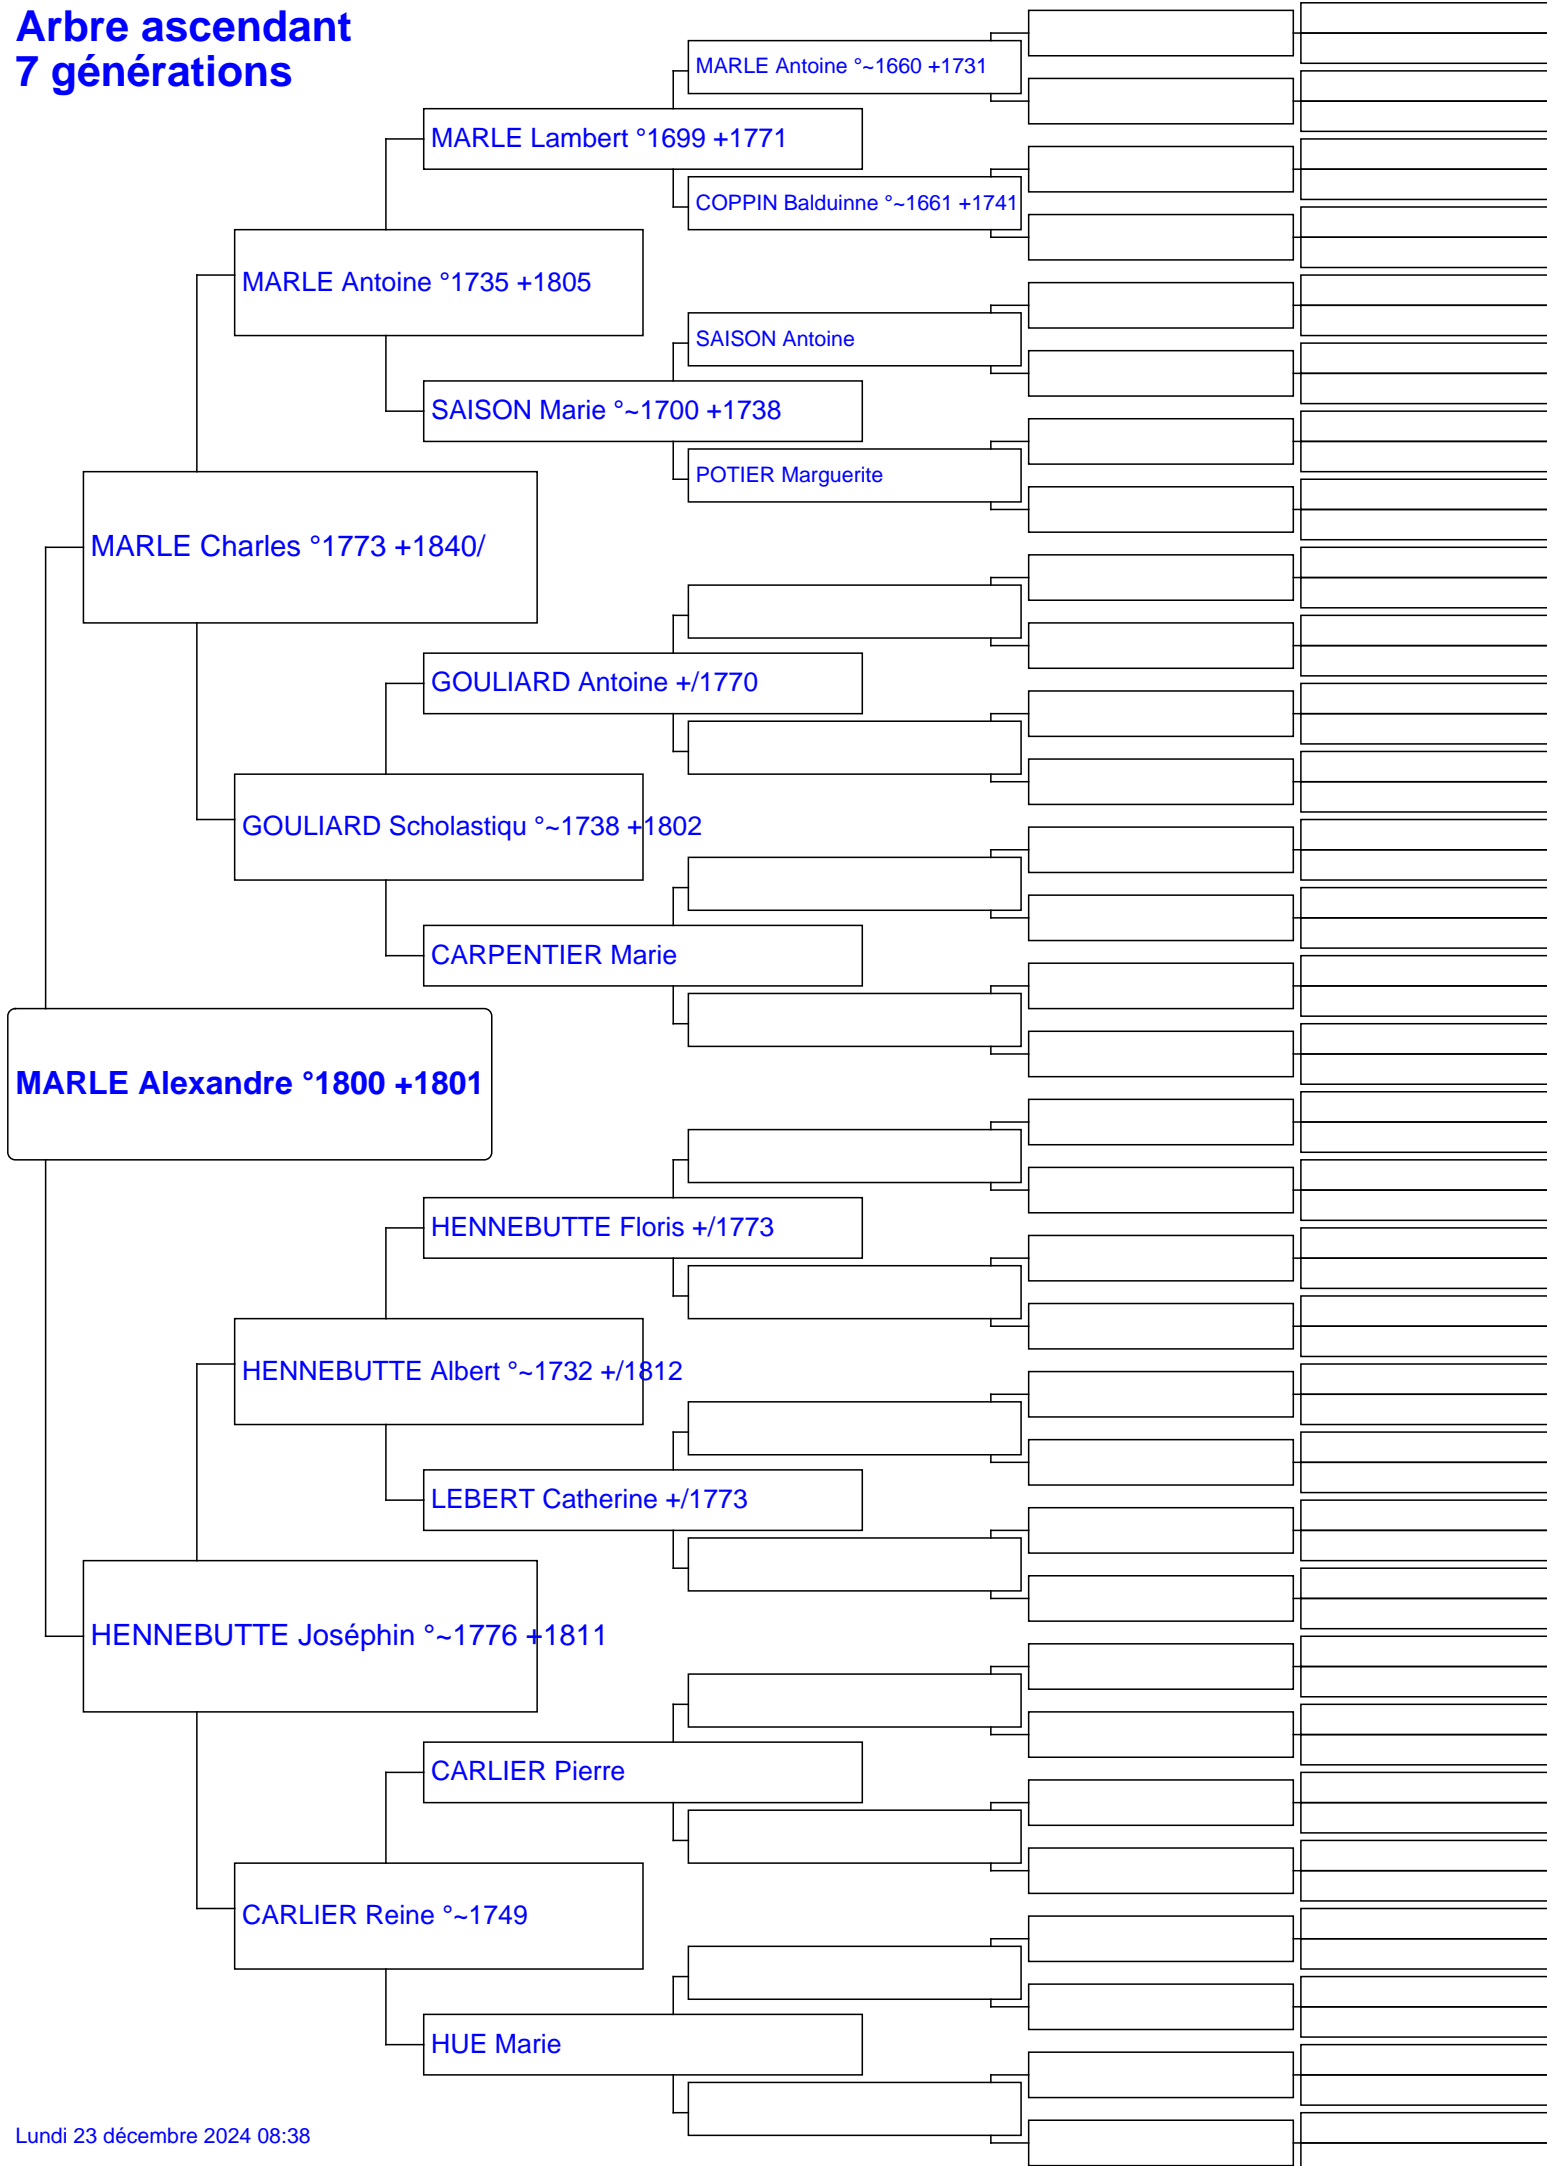 Arbre ascendant
7 générations
MARLE Antoine °~1660 +1731
MARLE Lambert °1699 +1771
COPPIN Balduinne °~1661 +1741
MARLE Antoine °1735 +1805
SAISON Antoine
SAISON Marie °~1700 +1738
POTIER Marguerite
MARLE Charles °1773 +1840/
GOULIARD Antoine +/1770
GOULIARD Scholastiqu °~1738 +1802
CARPENTIER Marie
MARLE Alexandre °1800 +1801
HENNEBUTTE Floris +/1773
HENNEBUTTE Albert °~1732 +/1812
LEBERT Catherine +/1773
HENNEBUTTE Joséphin °~1776 +1811
CARLIER Pierre
CARLIER Reine °~1749
HUE Marie
Lundi 23 décembre 2024 08:38